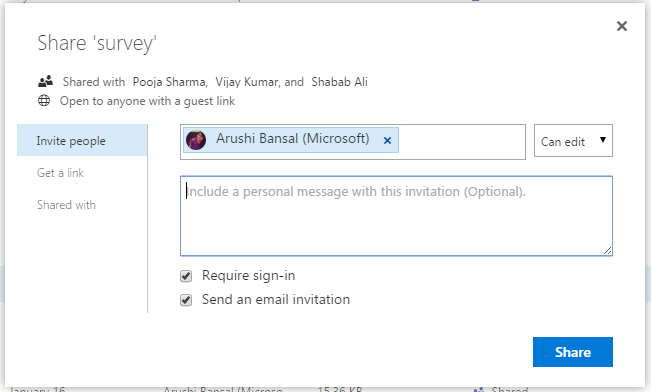 Share 'survey'
Shared with Pooja Sharma, Vijay Kumar, and Shabab Ali
Open to anyone with a guest link
Invite people
Get a link
Shared with
Arushi Bansal (Microsoft) ×
Can edit
Include a personal message with this invitation (Optional).
Require sign-in
Send an email invitation
Share
January 16 Arushi Bansal (Microso 15.36 KB Shared